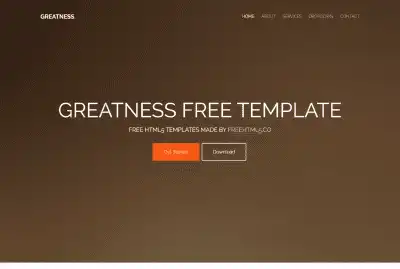 GREATNESS
HOME ABOUT SERVICES PORTFOLIO CONTACT
GREATNESS FREE TEMPLATE
FREE HTML5 TEMPLATES MADE BY FREEHTML5.CO
Get Started Download